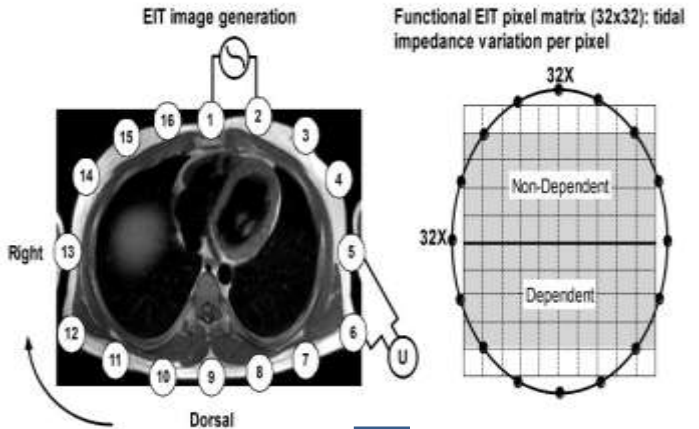 EIT image generation
Functional EIT pixel matrix (32x32): tidal
impedance variation per pixel
32X
1
2
16
3
15
4
14
Non-Dependent
Right
13
5
32X
Dependent
12
6
11
7
U
10
9
8
Dorsal